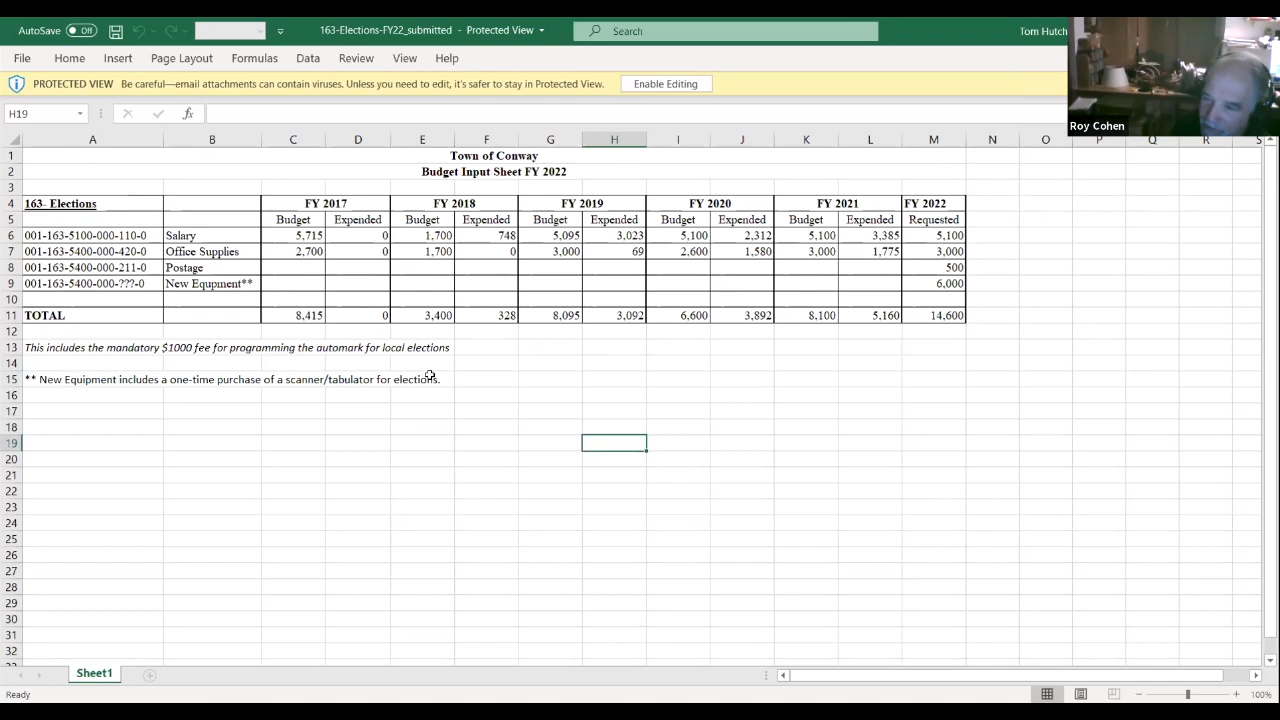 AutoSave Off 163-Elections-FY22_submitted - Protected View Search Tom Hutch
File Home Insert Page Layout Formulas Data Review View Help
PROTECTED VIEW Be careful—email attachments can contain viruses. Unless you need to edit, it's safer to stay in Protected View. Enable Editing
H19 fx
Roy Cohen
A B C D E F G H I J K L M N O P Q R S
1 Town of Conway
2 Budget Input Sheet FY 2022
3
4 163- Elections FY 2017 FY 2018 FY 2019 FY 2020 FY 2021 FY 2022
5 Budget Expended Budget Expended Budget Expended Budget Expended Budget Expended Requested
6 001-163-5100-000-110-0 Salary 5,715 0 1,700 748 5,095 3,023 5,100 2,312 5,100 3,385 5,100
7 001-163-5400-000-420-0 Office Supplies 2,700 0 1,700 0 3,000 69 2,600 1,580 3,000 1,775 3,000
8 001-163-5400-000-211-0 Postage 500
9 001-163-5400-000-???-0 New Equpment** 6,000
10
11 TOTAL 8,415 0 3,400 328 8,095 3,092 6,600 3,892 8,100 5,160 14,600
12
13 This includes the mandatory $1000 fee for programming the automark for local elections
14
15 ** New Equipment includes a one-time purchase of a scanner/tabulator for elections.
16
17
18
19
20
21
22
23
24
25
26
27
28
29
30
31
32
Sheet1
Ready 100%